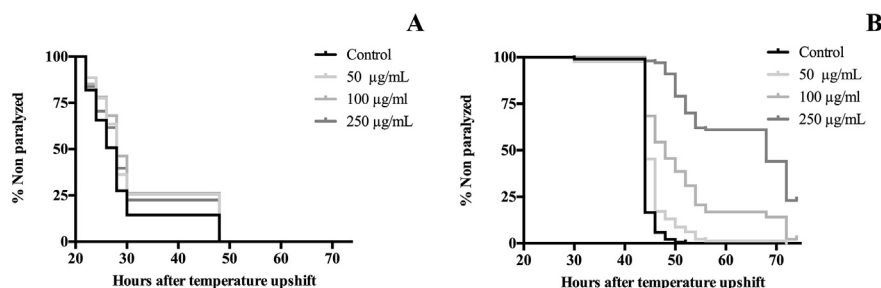 A
Control
50 µg/mL
100 µg/ml
250 µg/mL
% Non paralyzed
100
75
50
25
0
20 30 40 50 60 70
Hours after temperature upshift
B
Control
50 µg/mL
100 µg/ml
250 µg/mL
% Non paralyzed
100
75
50
25
0
20 30 40 50 60 70
Hours after temperature upshift